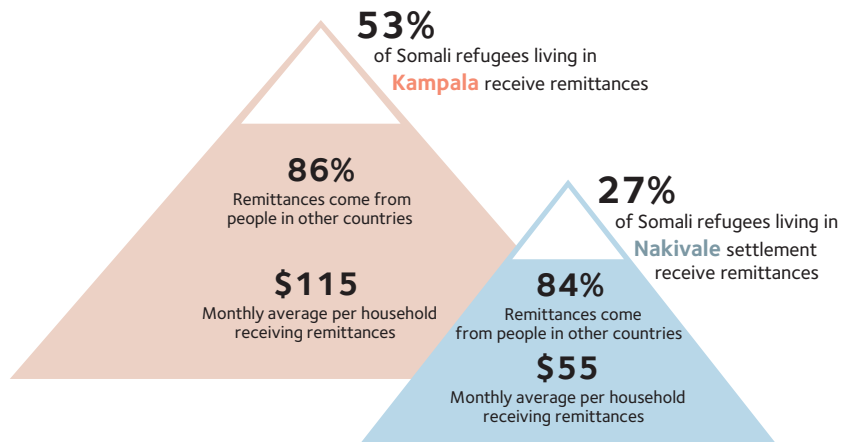 53%
of Somali refugees living in
Kampala receive remittances
86%
Remittances come from
people in other countries
$115
Monthly average per household
receiving remittances
27%
of Somali refugees living in
Nakivale settlement
receive remittances
84%
Remittances come
from people in other countries
$55
Monthly average per household
receiving remittances